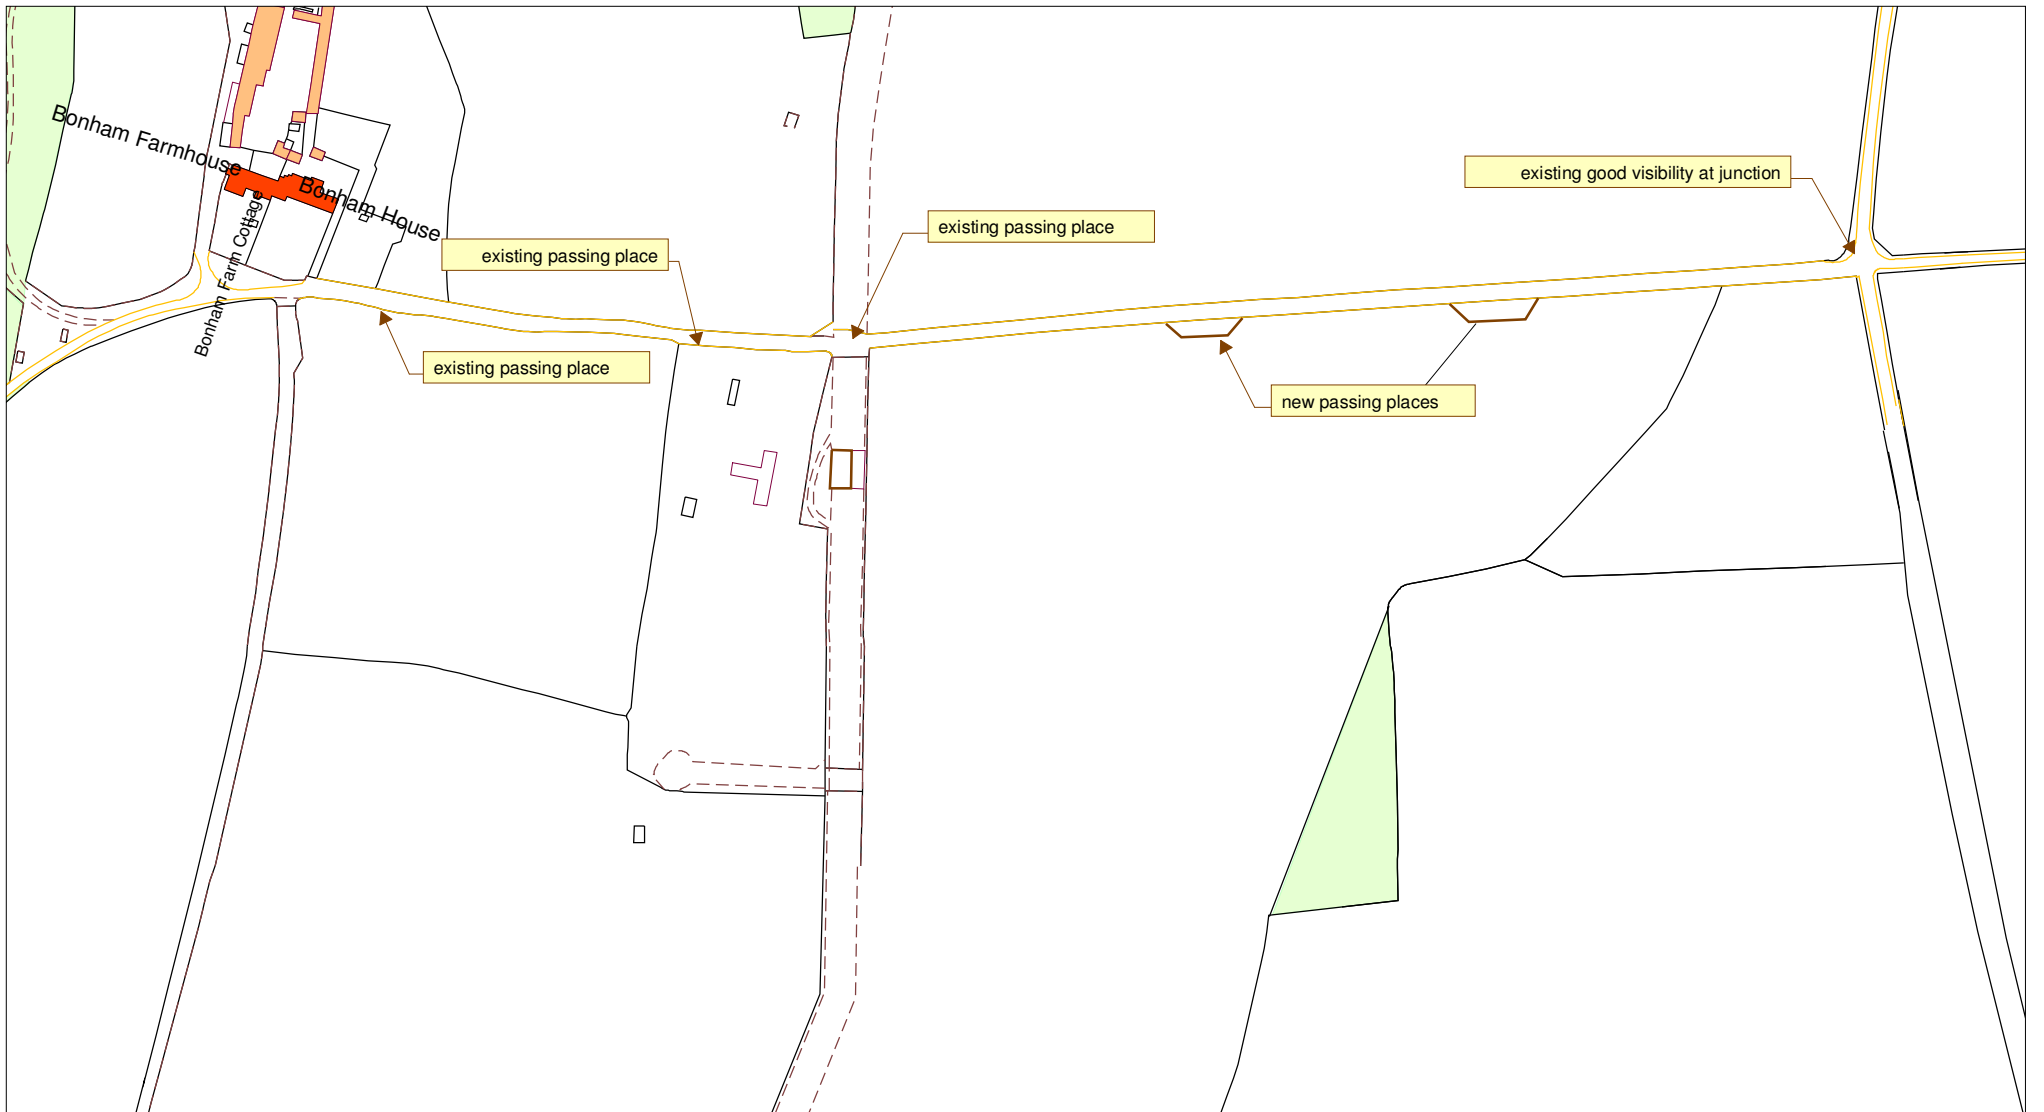 Bonham Farmhouse
Bonham House
Bonham Farm Cottage
existing good visibility at junction
existing passing place
existing passing place
existing passing place
new passing places